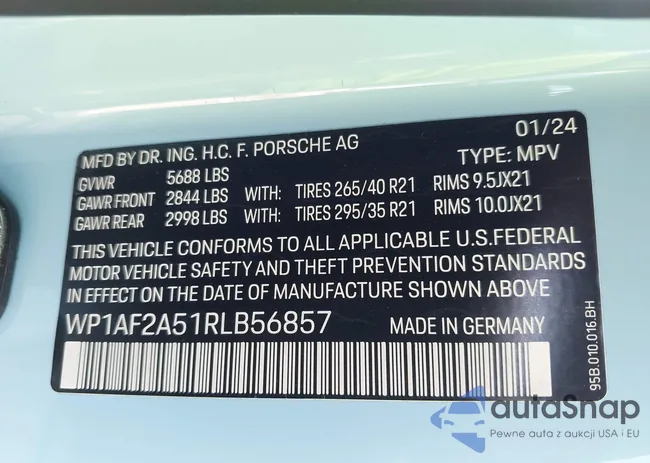 01/24
MFD BY DR. ING. H.C. F. PORSCHE AG
TYPE: MPV
GVWR 5688 LBS
GAWR FRONT 2844 LBS WITH: TIRES 265/40 R21 RIMS 9.5JX21
GAWR REAR 2998 LBS WITH: TIRES 295/35 R21 RIMS 10.0JX21
THIS VEHICLE CONFORMS TO ALL APPLICABLE U.S.FEDERAL
MOTOR VEHICLE SAFETY AND THEFT PREVENTION STANDARDS
IN EFFECT ON THE DATE OF MANUFACTURE SHOWN ABOVE
WP1AF2A51RLB56857 MADE IN GERMANY
95B.010.016.BH
autaSnap
Pewne auta z aukcji USA i EU